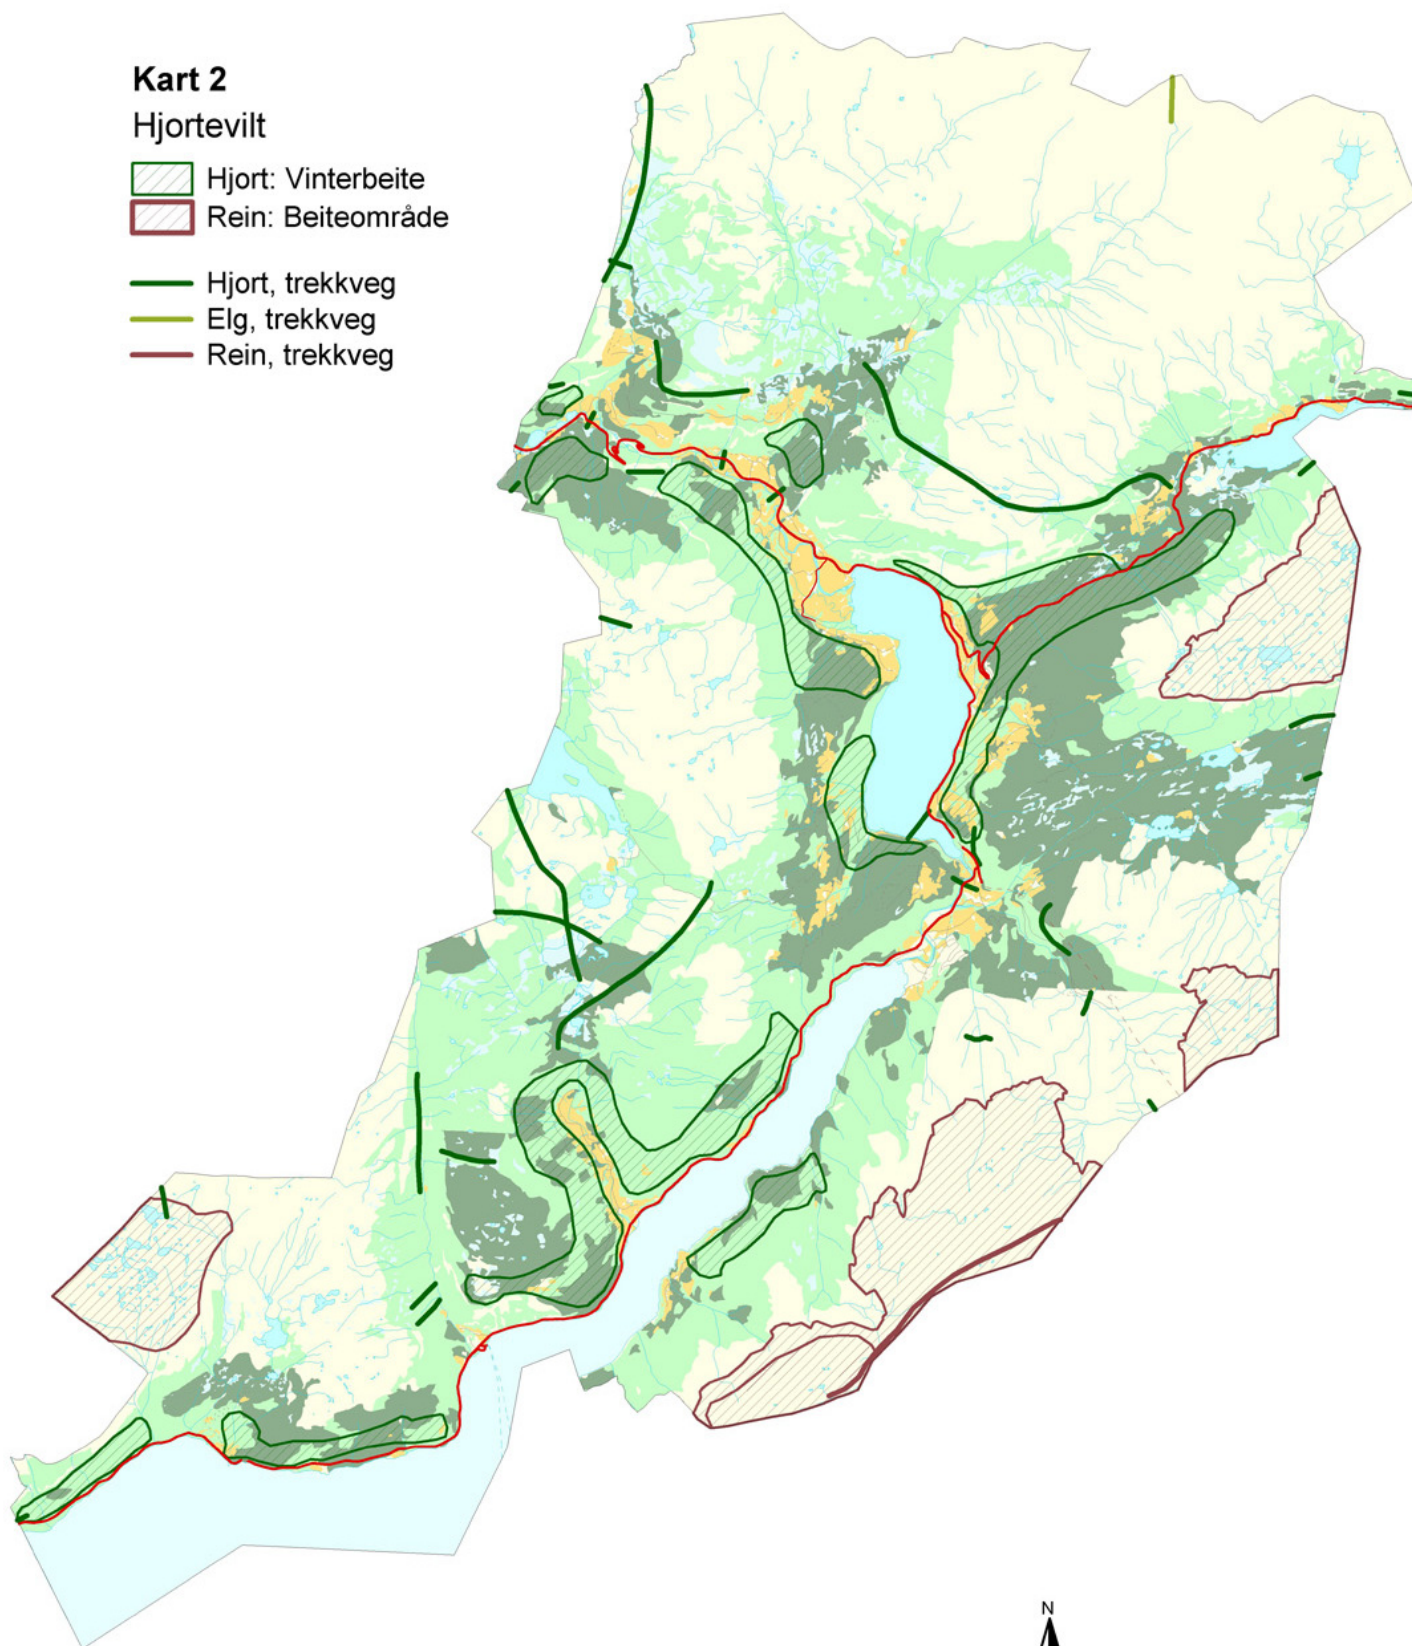 Kart 2
Hjortevilt
Hjort: Vinterbeite
Rein: Beiteområde
Hjort, trekkveg
Elg, trekkveg
Rein, trekkveg
N